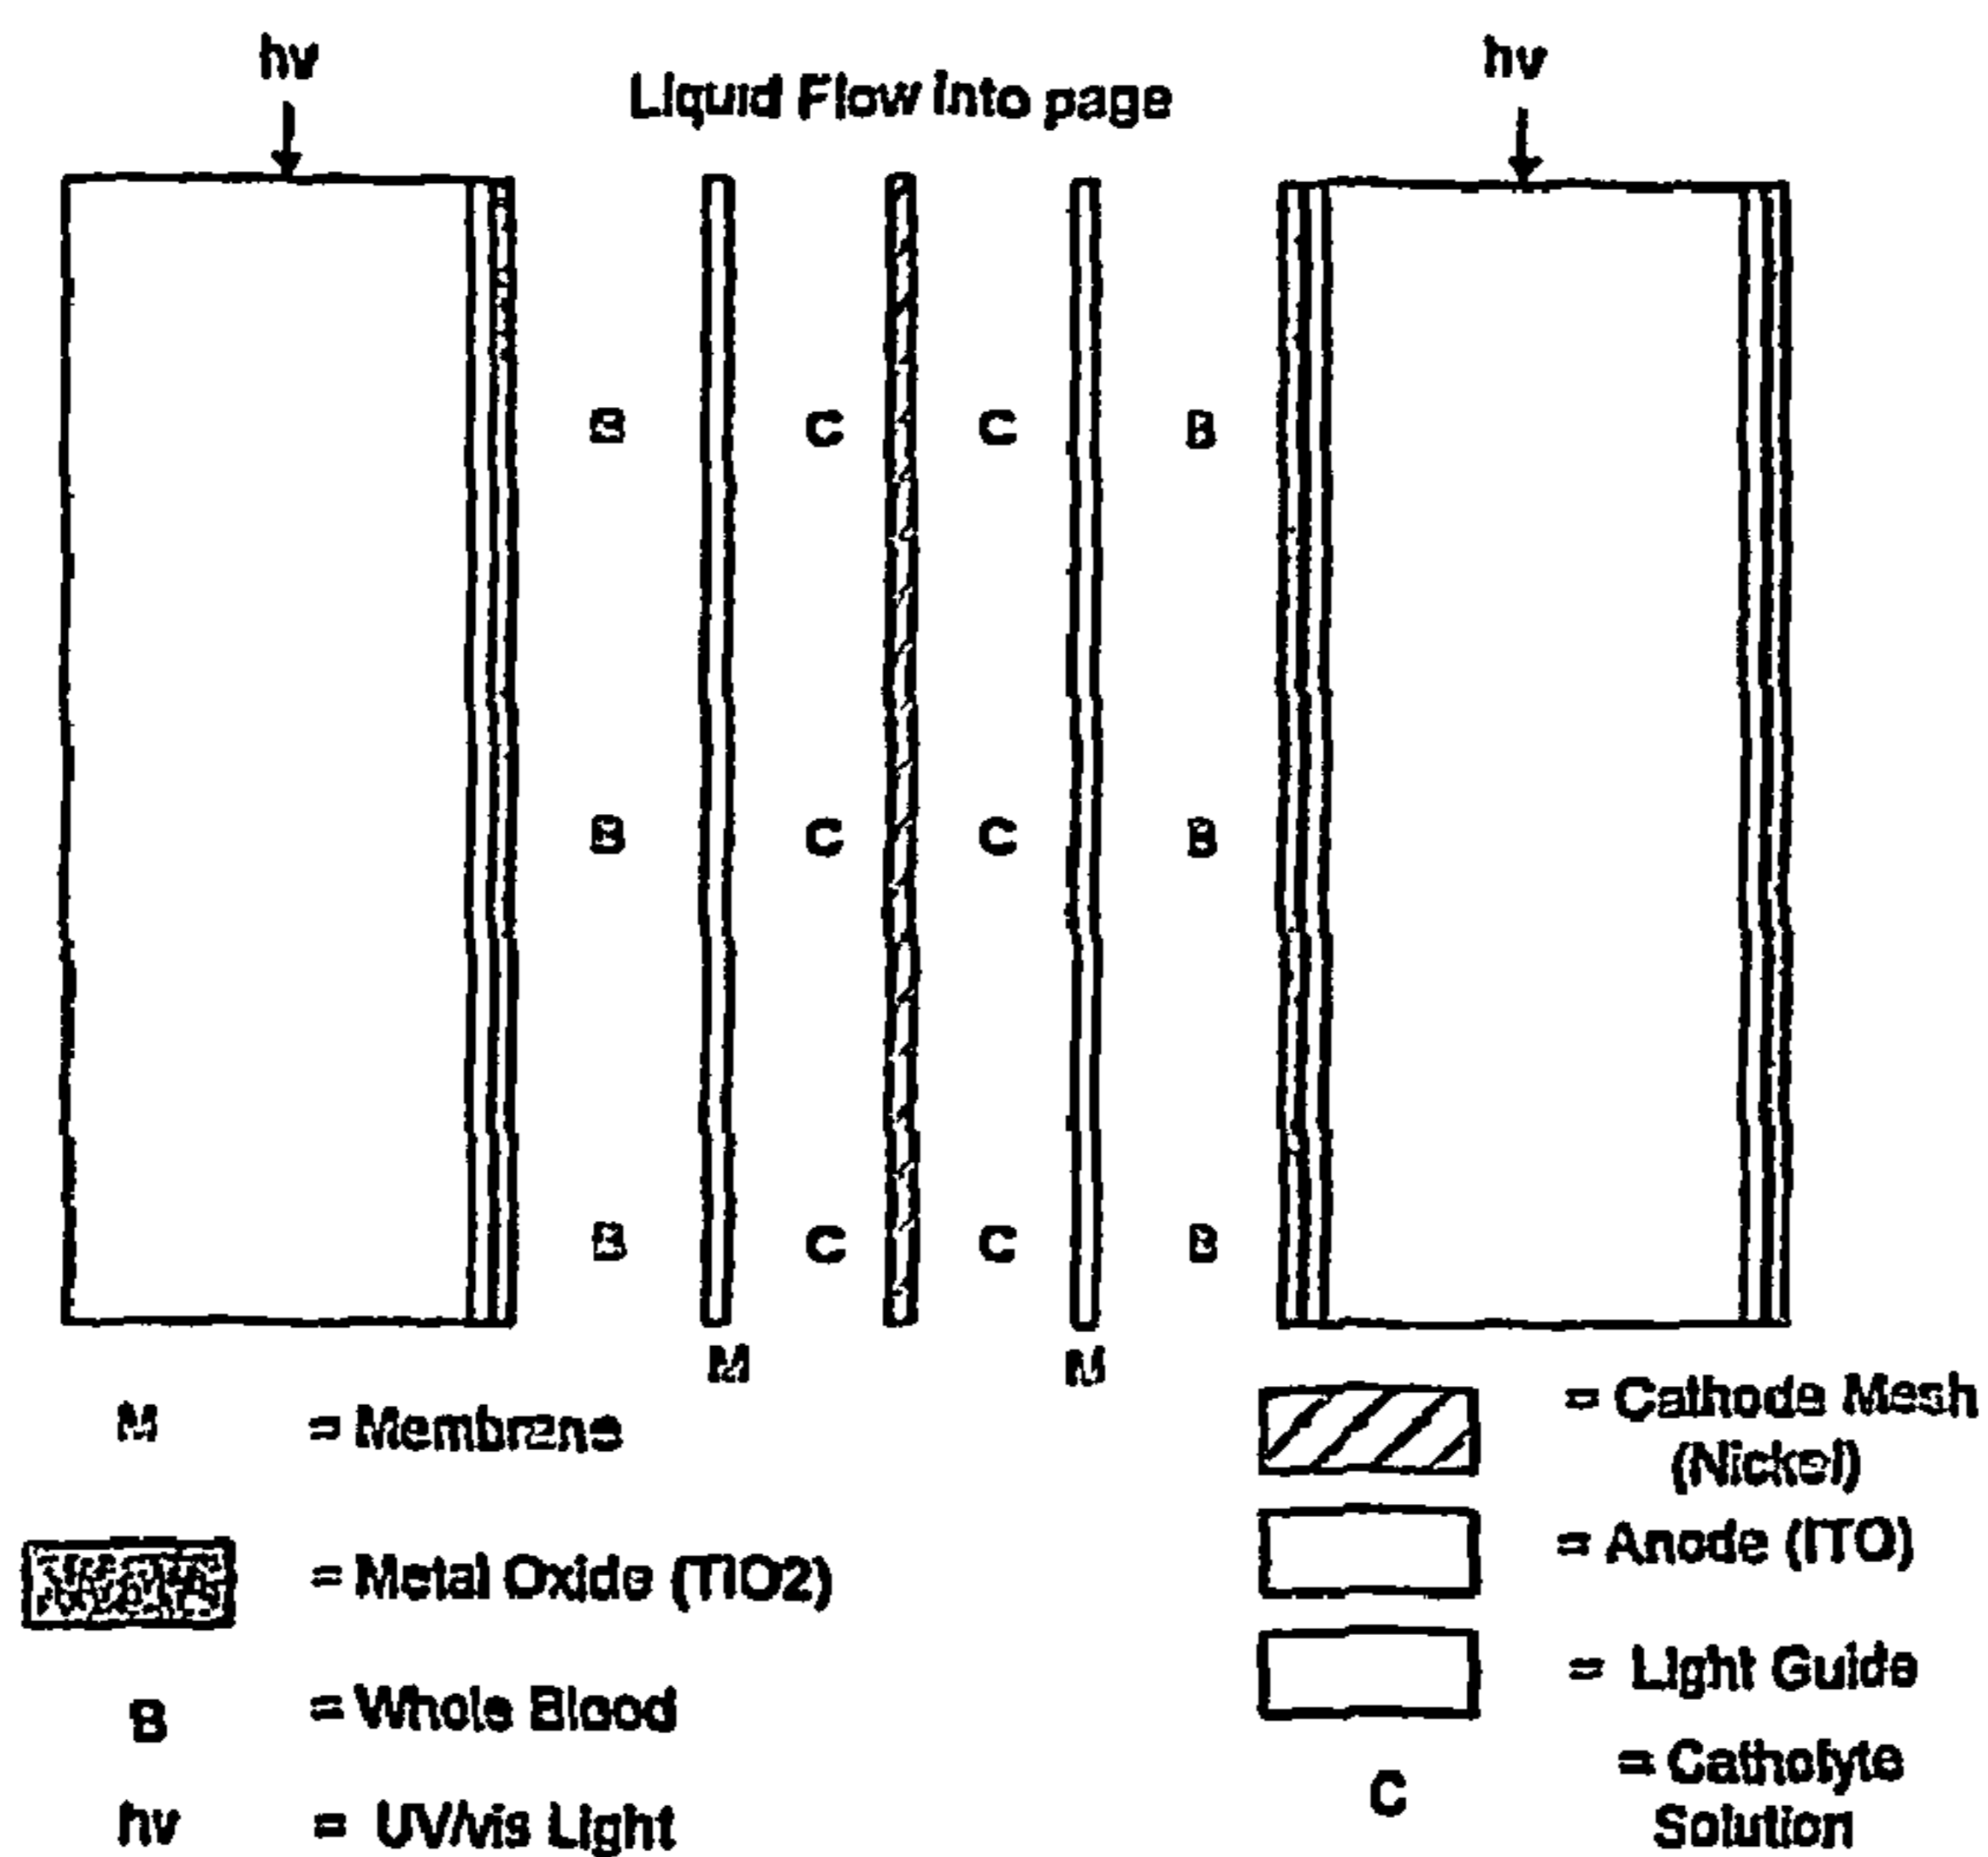 hv
Liquid Flow into page
hv
B C C B
B C C B
B C C B
M M
M = Membrane
= Metal Oxide (TiO2)
B = Whole Blood
hv = UV/vis Light
= Cathode Mesh
(Nickel)
= Anode (ITO)
= Light Guide
C = Catholyte
Solution